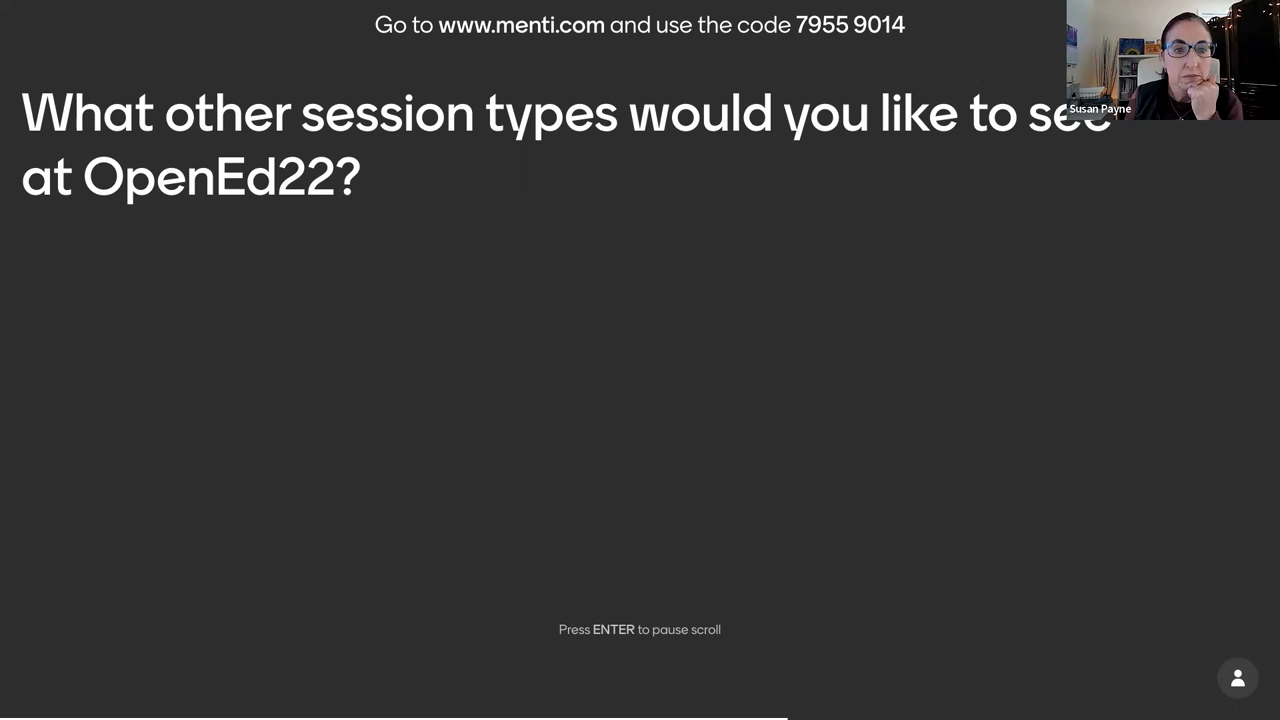 Go to www.menti.com and use the code 7955 9014
Susan Payne
What other session types would you like to see
at OpenEd22?
Press ENTER to pause scroll